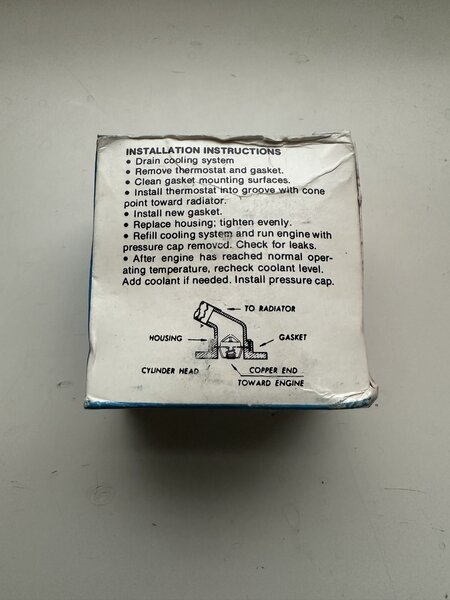 INSTALLATION INSTRUCTIONS
• Drain cooling system
• Remove thermostat and gasket.
• Clean gasket mounting surfaces.
• Install thermostat into groove with cone
point toward radiator.
• Install new gasket.
• Replace housing; tighten evenly.
• Refill cooling system and run engine with
pressure cap removed. Check for leaks.
• After engine has reached normal oper-
ating temperature, recheck coolant level.
Add coolant if needed. Install pressure cap.
TO RADIATOR
HOUSING
GASKET
CYLINDER HEAD
COPPER END
TOWARD ENGINE